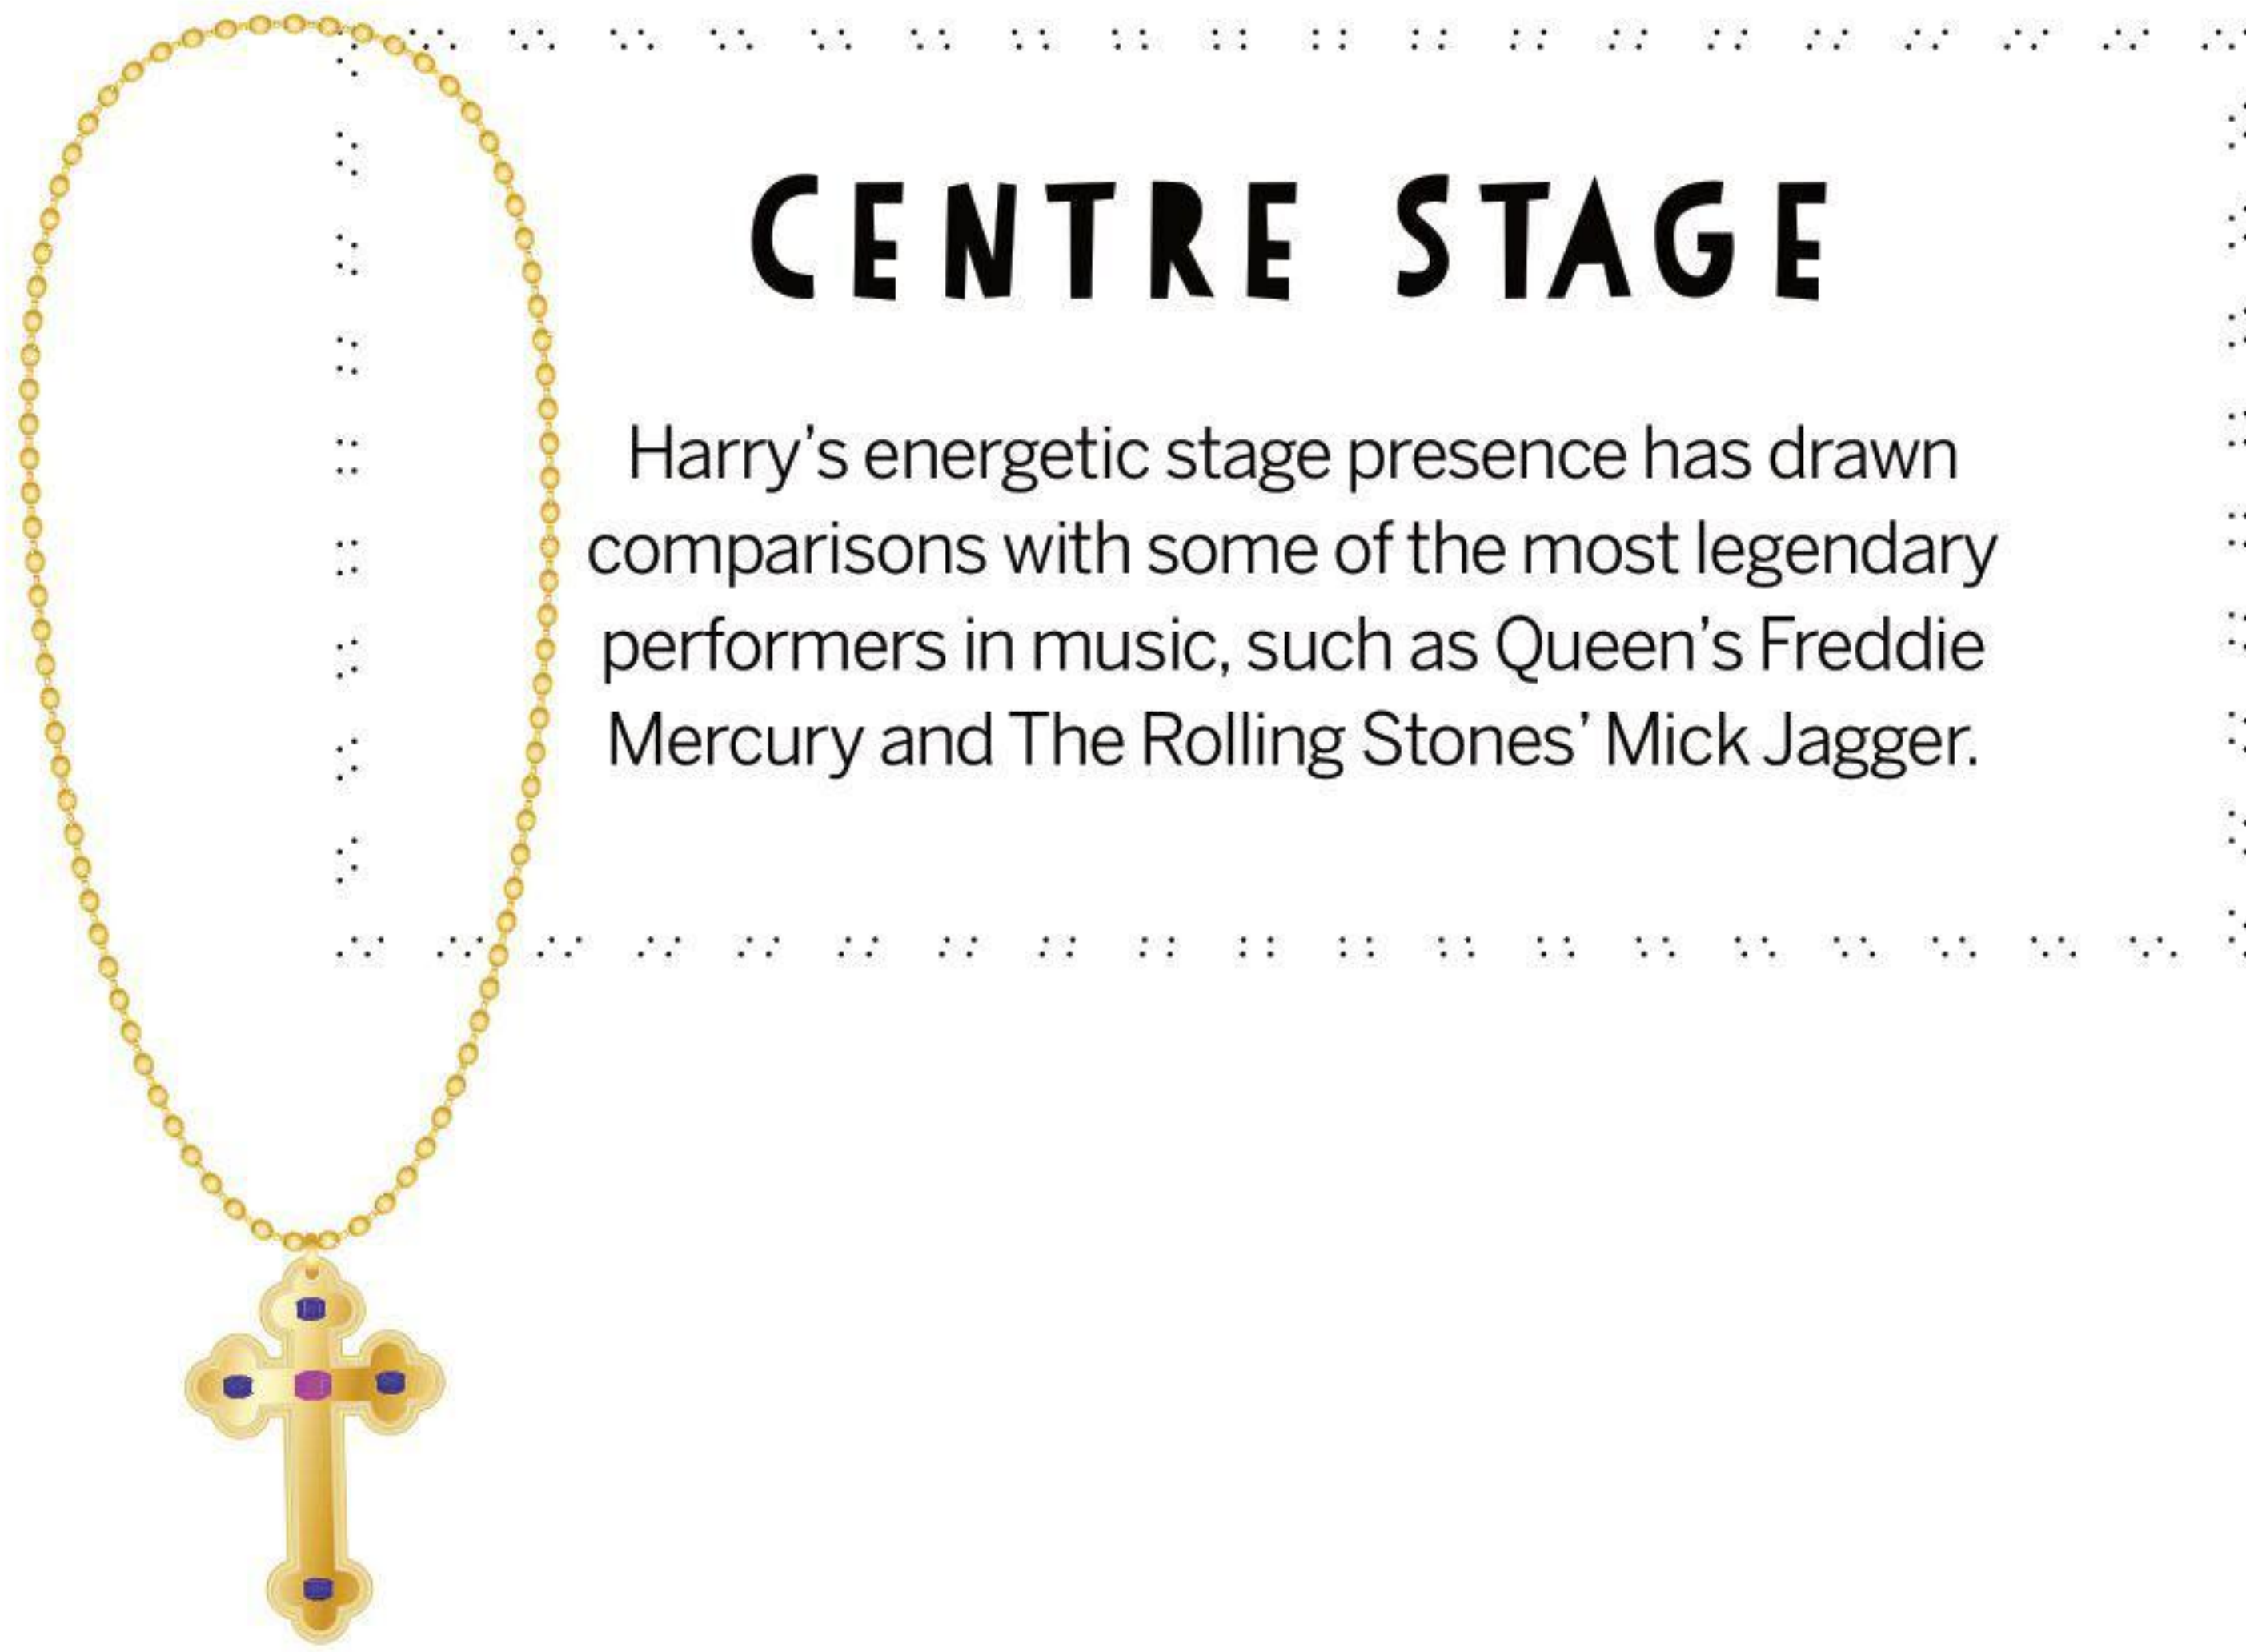 CENTRE STAGE
Harry’s energetic stage presence has drawn
comparisons with some of the most legendary
performers in music, such as Queen’s Freddie
Mercury and The Rolling Stones’ Mick Jagger.